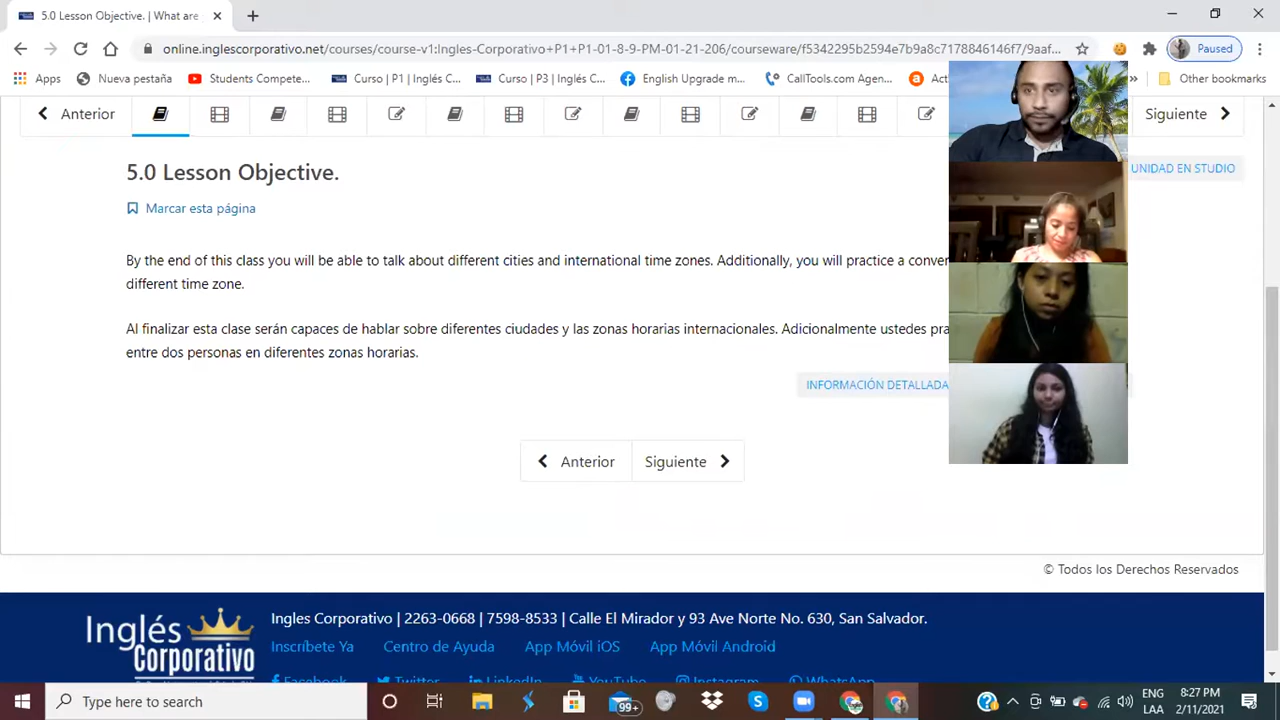 5.0 Lesson Objective. | What are
online.inglescorporativo.net/courses/course-v1:Ingles-Corporativo+P1+P1-01-8-9-PM-01-21-206/courseware/f5342295b2594e7b9a8c7178846146f7/9aaf...
Paused
Apps
Nueva pestaña
Students Compete...
Curso | P1 | Inglés C...
Curso | P3 | Inglés C...
English Upgrade m...
CallTools.com Agen...
Act
Other bookmarks
Anterior
Siguiente
5.0 Lesson Objective.
UNIDAD EN STUDIO
Marcar esta página
By the end of this class you will be able to talk about different cities and international time zones. Additionally, you will practice a conver
different time zone.
Al finalizar esta clase serán capaces de hablar sobre diferentes ciudades y las zonas horarias internacionales. Adicionalmente ustedes pra
entre dos personas en diferentes zonas horarias.
INFORMACIÓN DETALLADA
Anterior
Siguiente
© Todos los Derechos Reservados
Inglés
Corporativo
Ingles Corporativo | 2263-0668 | 7598-8533 | Calle El Mirador y 93 Ave Norte No. 630, San Salvador.
Inscríbete Ya
Centro de Ayuda
App Móvil iOS
App Móvil Android
Facebook
Twitter
LinkedIn
YouTube
Instagram
WhatsApp
Type here to search
99+
ENG
LAA
8:27 PM
2/11/2021